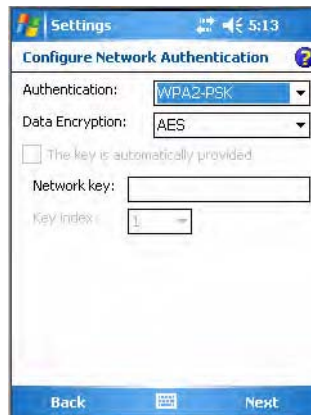 Settings 5:13
Configure Network Authentication
Authentication: WPA2-PSK
Data Encryption: AES
The key is automatically provided
Network key:
Key index: 1
Back Next